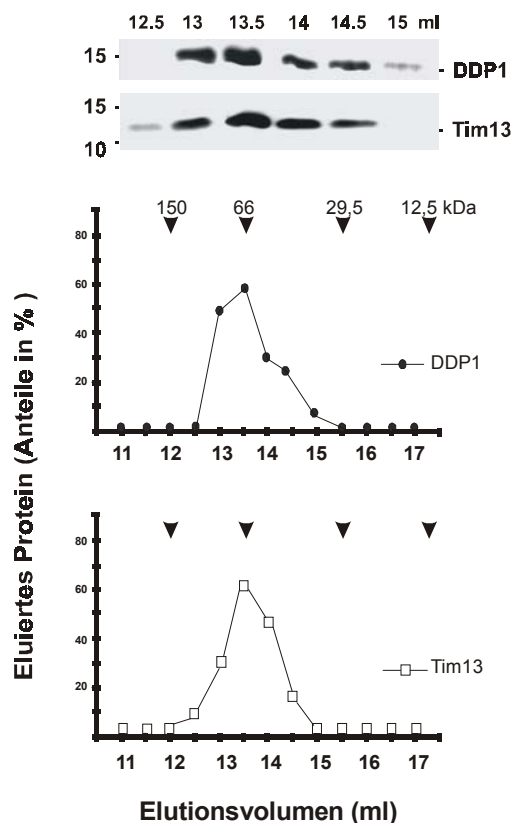 12.5 13 13.5 14 14.5 15 ml
15
DDP1
15
Tim13
10
150 66 29,5 12,5 kDa
80
60
40
20
DDP1
11 12 13 14 15 16 17
80
60
40
20
Tim13
11 12 13 14 15 16 17
Eluiertes Protein (Anteile in %)
Elutionsvolumen (ml)